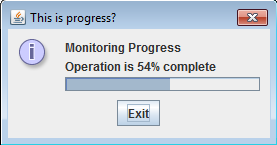 This is progress?
Monitoring Progress
Operation is 54% complete
Exit